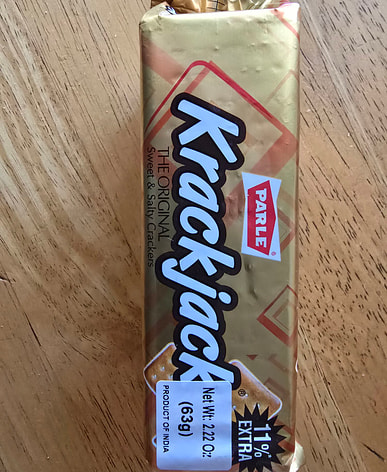 PARLE
®
Krackjack®
THE ORIGINAL
Sweet & Salty Crackers
11%
EXTRA
Net Wt: 2.22 Oz
(63g)
PRODUCT OF INDIA